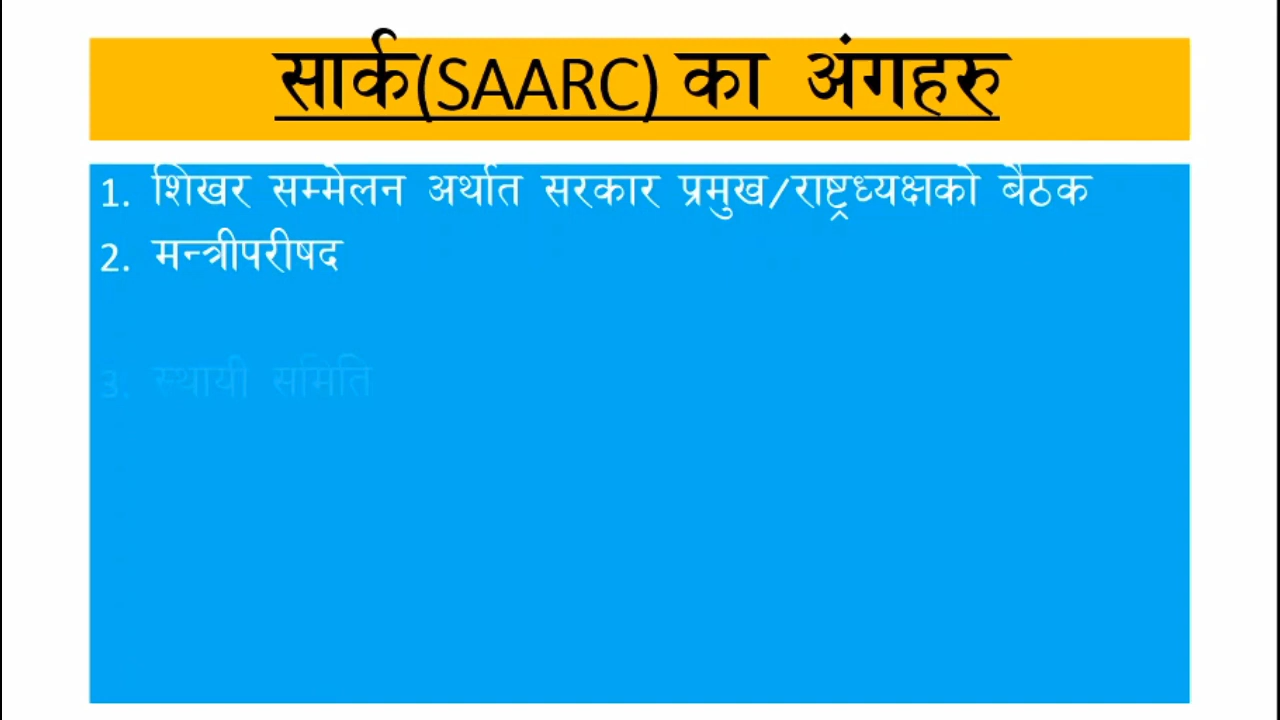 सार्क(SAARC) का अंगहरु
1. शिखर सम्मेलन अर्थात सरकार प्रमुख/राष्ट्रध्यक्षको बैठक
2. मन्त्रीपरीषद
3. स्थायी समिति